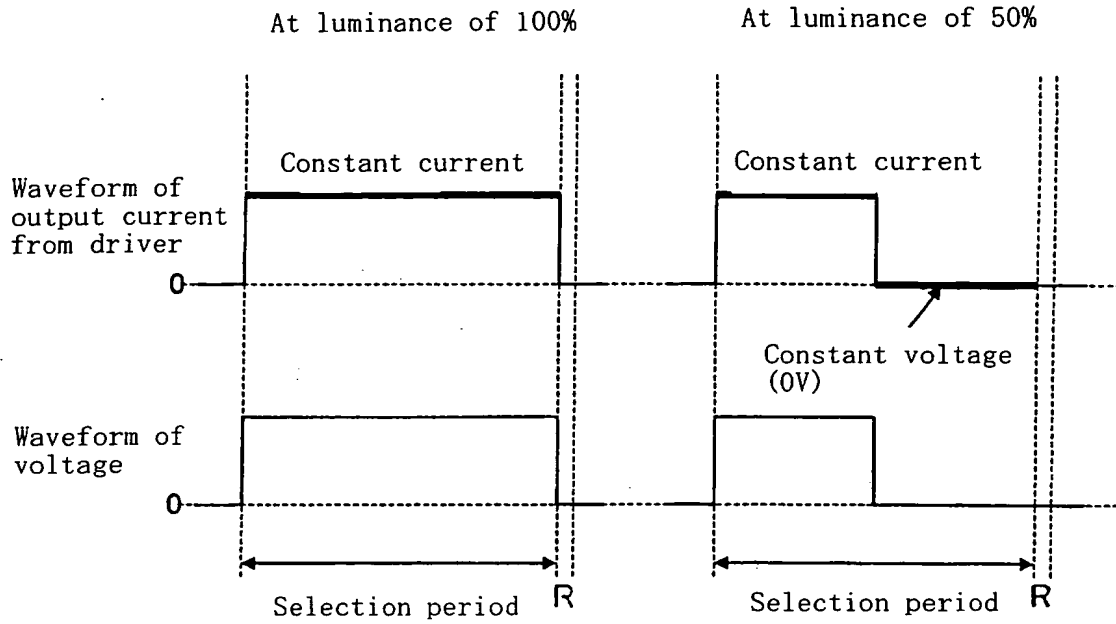 At luminance of 100%
At luminance of 50%
Constant current
Constant current
Waveform of
output current
from driver
0
Constant voltage
(0V)
Waveform of
voltage
0
Selection period
R
Selection period
R